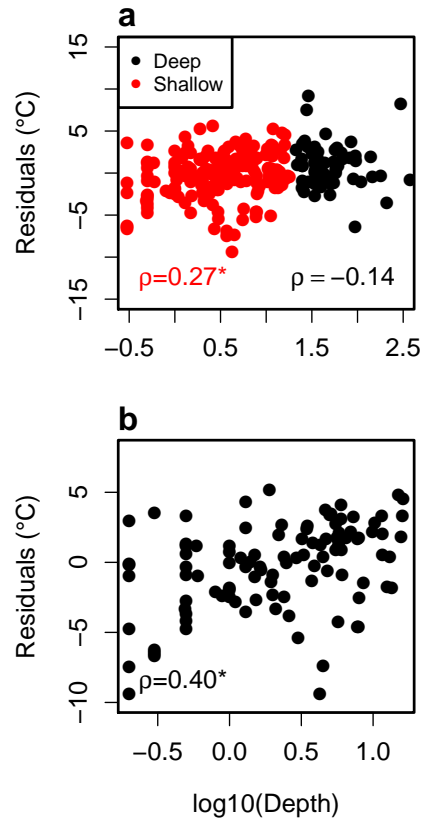 a
15
5
−5
−15
Residuals (°C)
Deep
Shallow
ρ=0.27*
ρ = −0.14
−0.5
0.5
1.5
2.5
b
5
0
−5
−10
Residuals (°C)
ρ=0.40*
−0.5
0.0
0.5
1.0
log10(Depth)